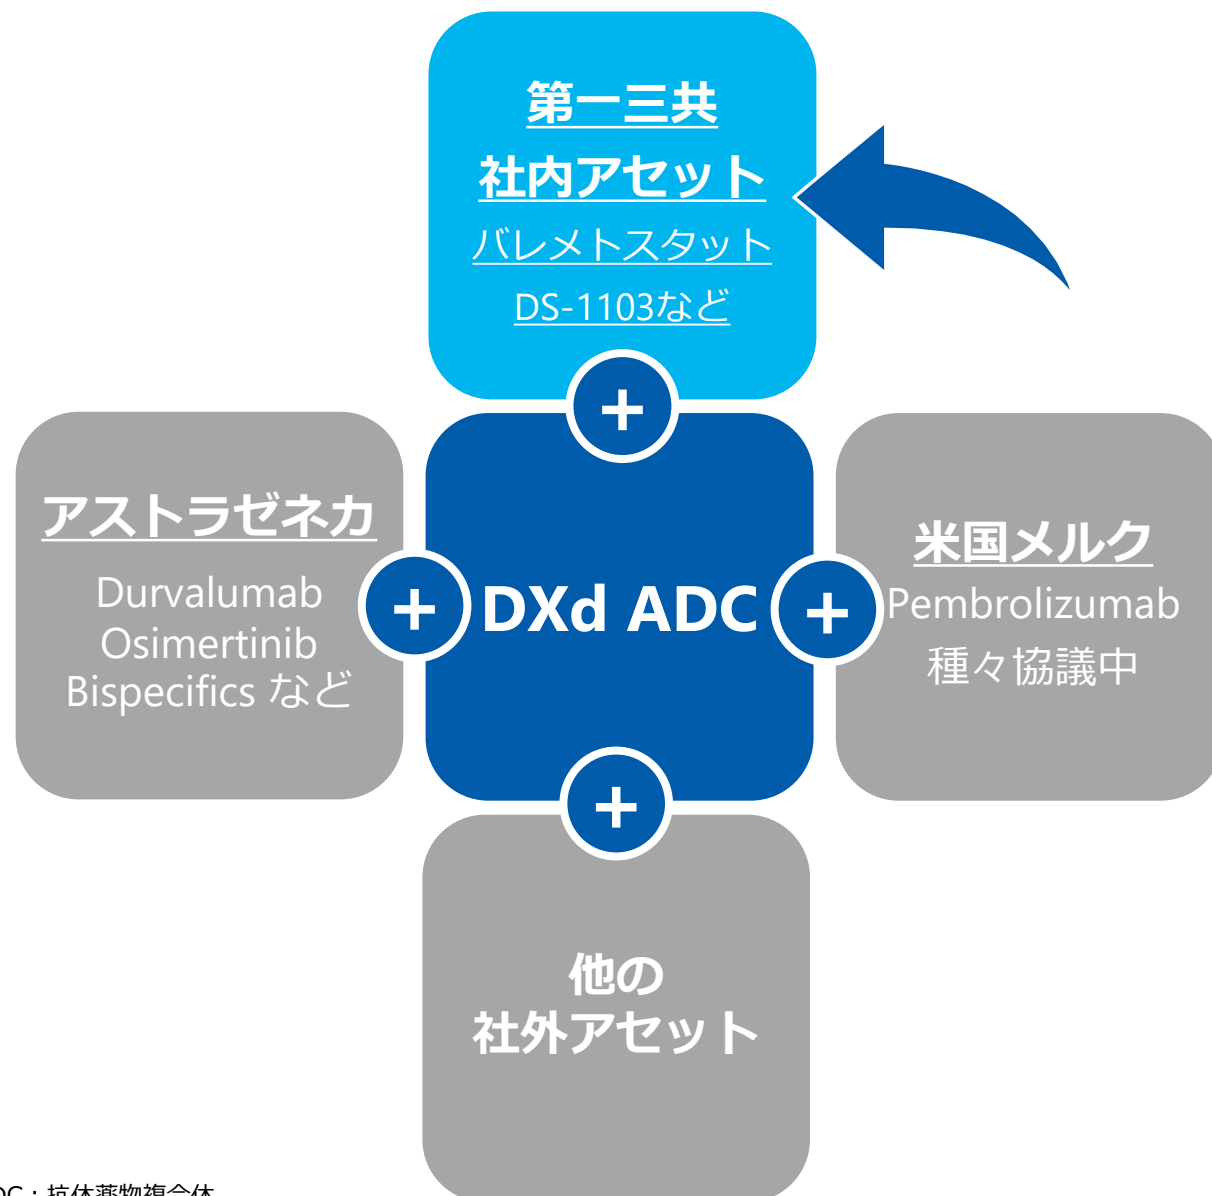 第一三共
社内アセット
バレメトスタット
DS-1103など
+
アストラゼネカ
Durvalumab
Osimertinib
Bispecifics など
+
DXd ADC
+
米国メルク
Pembrolizumab
種々協議中
+
他の
社外アセット